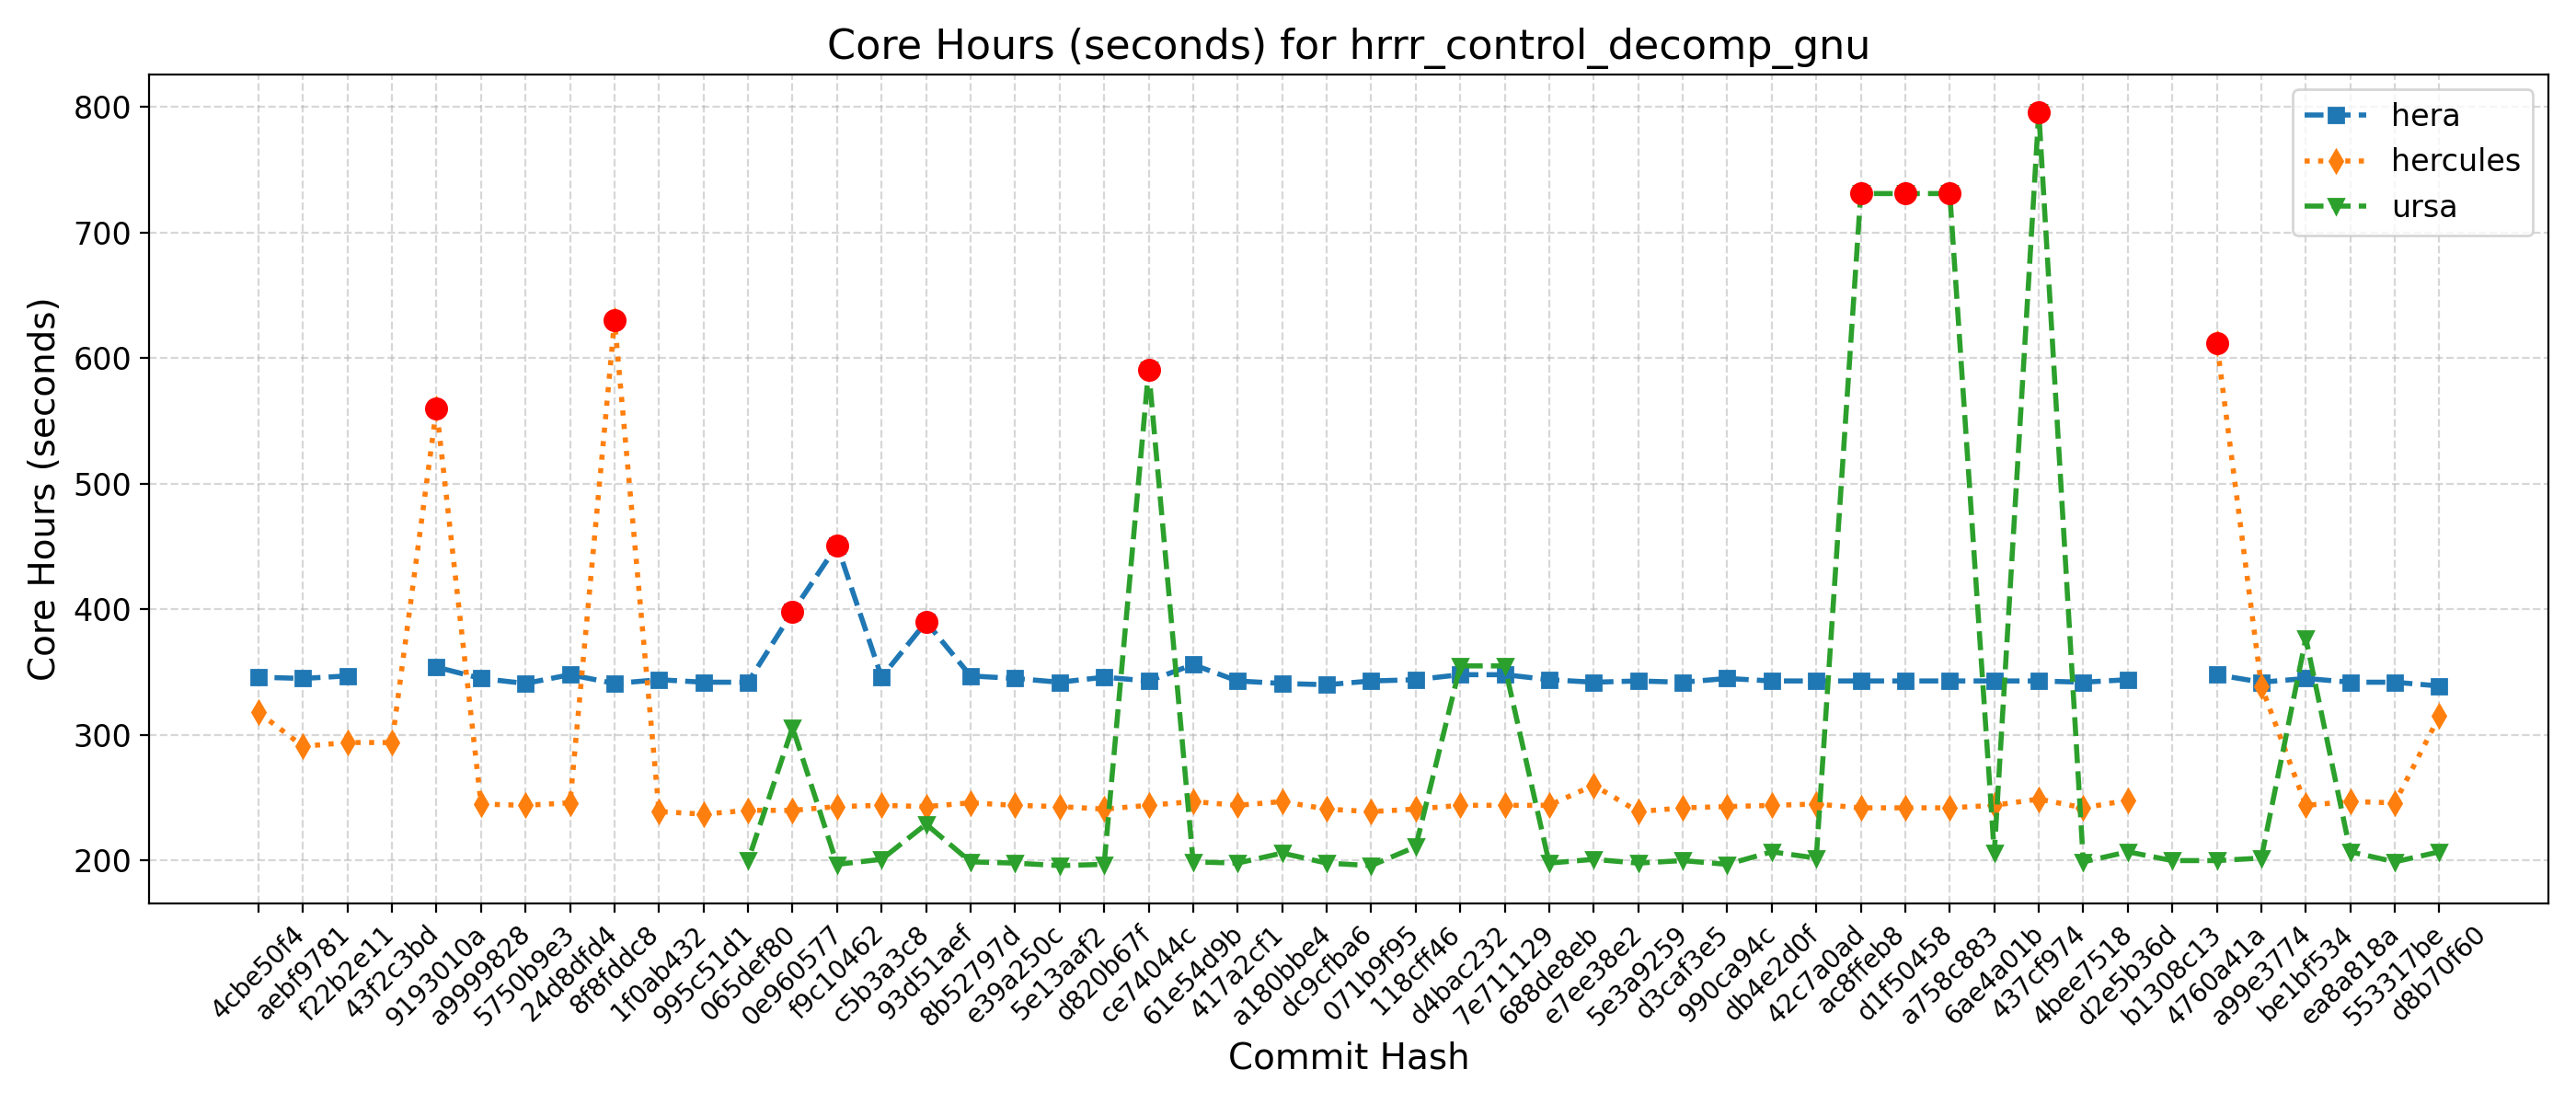 Core Hours (seconds) for hrrr_control_decomp_gnu
hera
hercules
ursa
Core Hours (seconds)
800
700
600
500
400
300
200
4cbe50f4
aebf9781
f22b2e11
43f2c3bd
9193010a
a9999828
5750b9e3
24d8dfd4
8f8fddc8
1f0ab432
995c51d1
065def80
0e960577
f9c10462
c5b3a3c8
93d51aef
8b52797d
e39a250c
5e13aaf2
d820b67f
ce74044c
61e54d9b
417a2cf1
a180bbe4
dc9cfba6
071b9f95
118cff46
d4bac232
7e711129
688de8eb
e7ee38e2
5e3a9259
d3caf3e5
990ca94c
db4e2d0f
42c7a0ad
ac8ffeb8
d1f50458
a758c883
6ae4a01b
437cf974
4bee7518
d2e5b36d
b1308c13
4760a41a
a99e3774
be1bf534
ea8a818a
553317be
d8b70f60
Commit Hash